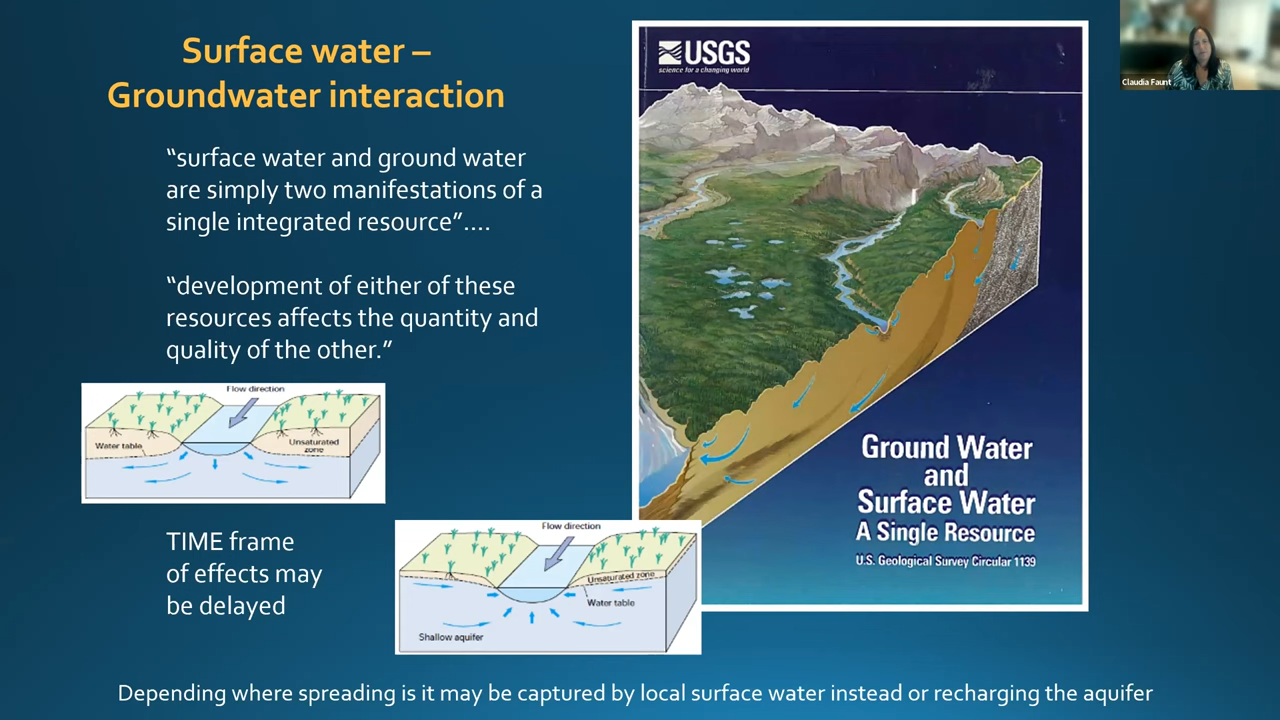 Surface water –
Groundwater interaction
“surface water and ground water
are simply two manifestations of a
single integrated resource”....
“development of either of these
resources affects the quantity and
quality of the other.”
Flow direction
Water table
Unsaturated
zone
TIME frame
of effects may
be delayed
Flow direction
Unsaturated zone
Water table
Shallow aquifer
USGS
science for a changing world
Ground Water
and
Surface Water
A Single Resource
U.S. Geological Survey Circular 1139
Claudia Faunt
Depending where spreading is it may be captured by local surface water instead or recharging the aquifer